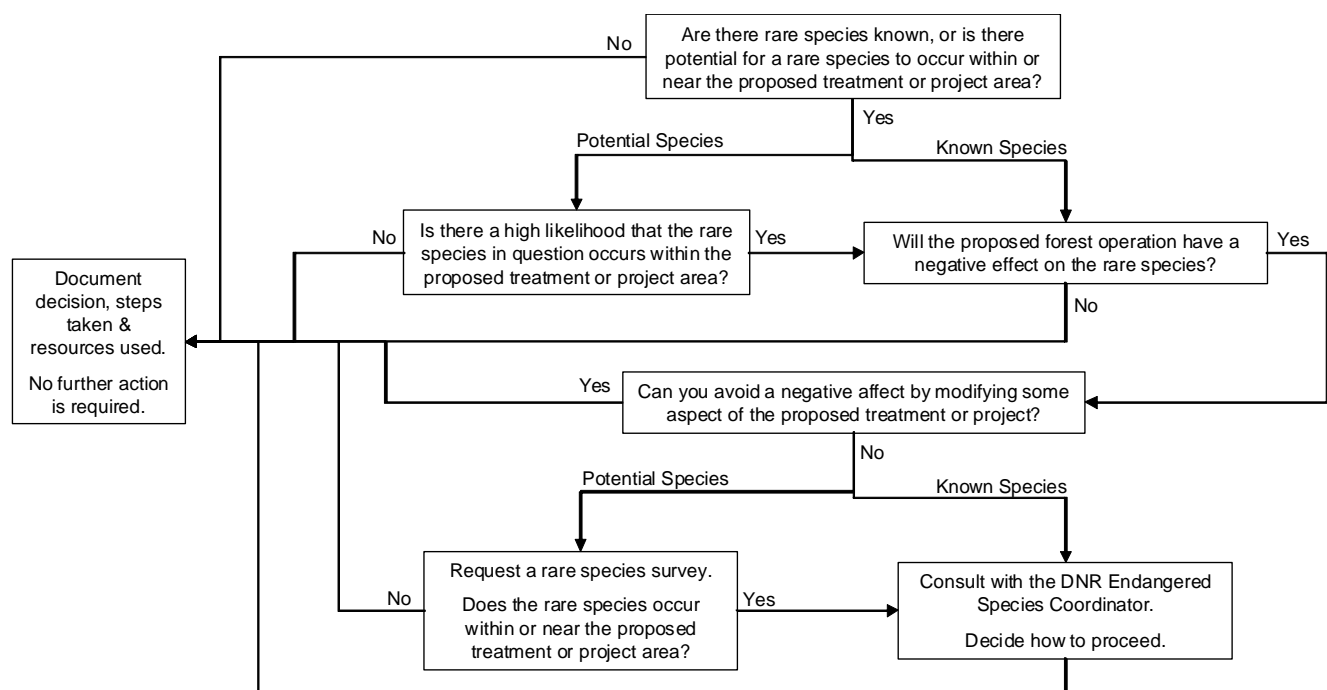 Are there rare species known, or is there
potential for a rare species to occur within or
near the proposed treatment or project area?
No
Yes
Potential Species
Known Species
Is there a high likelihood that the rare
species in question occurs within the
proposed treatment or project area?
No
Yes
Will the proposed forest operation have a
negative effect on the rare species?
Yes
No
Document
decision, steps
taken &
resources used.
No further action
is required.
Can you avoid a negative affect by modifying some
aspect of the proposed treatment or project?
Yes
No
Potential Species
Known Species
Request a rare species survey.
Does the rare species occur
within or near the proposed
treatment or project area?
No
Yes
Consult with the DNR Endangered
Species Coordinator.
Decide how to proceed.